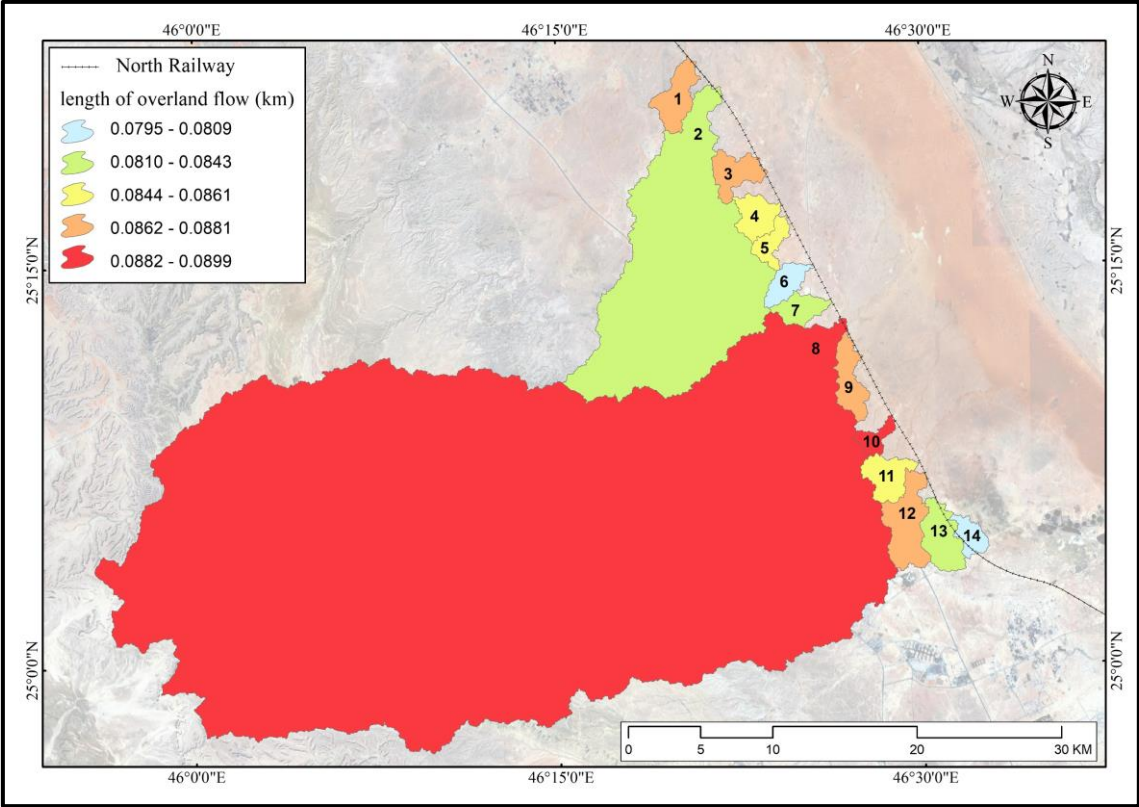 46°0'0"E 46°15'0"E 46°30'0"E
North Railway
length of overland flow (km)
0.0795 - 0.0809
0.0810 - 0.0843
0.0844 - 0.0861
0.0862 - 0.0881
0.0882 - 0.0899
N
W E
S
1
2
3
4
5
6
7
8
9
10
11
12
13
14
25°15'0"N 25°15'0"N
25°0'0"N 25°0'0"N
0 5 10 20 30 KM
46°0'0"E 46°15'0"E 46°30'0"E